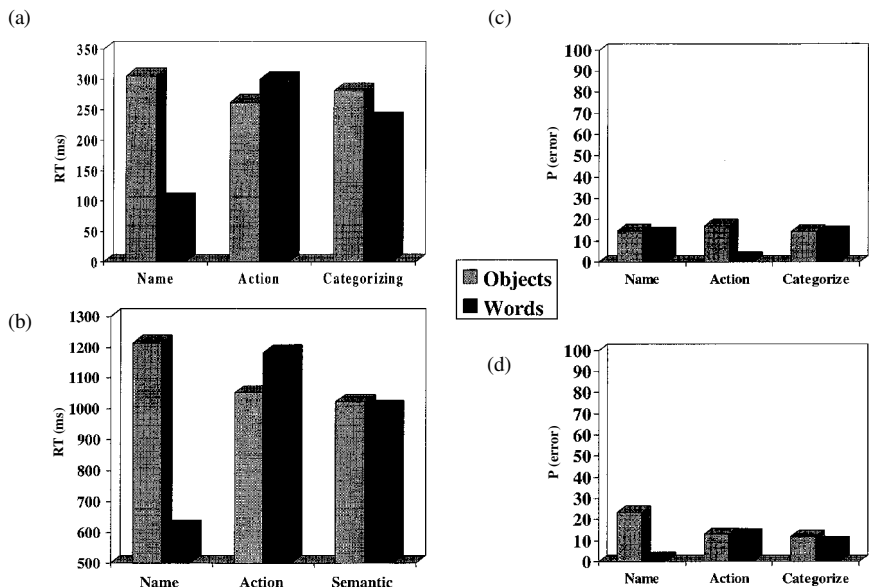 (a)
350
300
250
200
150
100
50
0
RT (ms)
Name Action Categorizing
(b)
1300
1200
1100
1000
900
800
700
600
500
RT (ms)
Name Action Semantic
Objects
Words
(c)
100
90
80
70
60
50
40
30
20
10
0
P (error)
Name Action Categorize
(d)
100
90
80
70
60
50
40
30
20
10
0
P (error)
Name Action Categorize